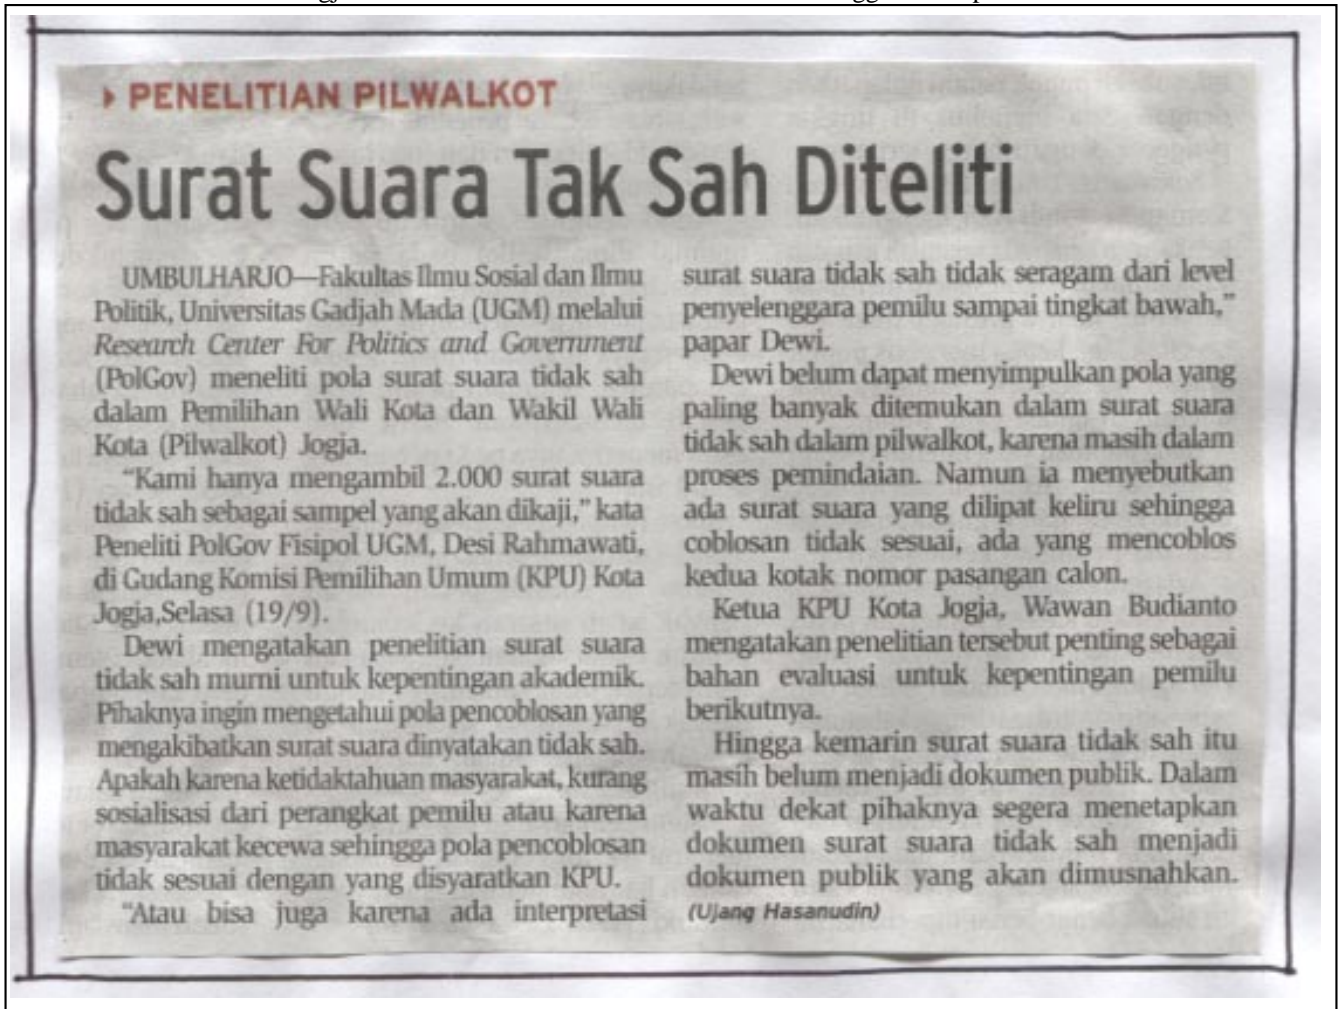 PENELITIAN PILWALKOT
Surat Suara Tak Sah Diteliti
UMBULHARJO—Fakultas Ilmu Sosial dan Ilmu
Politik, Universitas Gadjah Mada (UGM) melalui
Research Center For Politics and Government
(PolGov) meneliti pola surat suara tidak sah
dalam Pemilihan Wali Kota dan Wakil Wali
Kota (Pilwalkot) Jogja.
“Kami hanya mengambil 2.000 surat suara
tidak sah sebagai sampel yang akan dikaji,” kata
Peneliti PolGov Fisipol UGM, Desi Rahmawati,
di Gudang Komisi Pemilihan Umum (KPU) Kota
Jogja,Selasa (19/9).
Dewi mengatakan penelitian surat suara
tidak sah murni untuk kepentingan akademik.
Pihaknya ingin mengetahui pola pencoblosan yang
mengakibatkan surat suara dinyatakan tidak sah.
Apakah karena ketidaktahuan masyarakat, kurang
sosialisasi dari perangkat pemilu atau karena
masyarakat kecewa sehingga pola pencoblosan
tidak sesuai dengan yang disyaratkan KPU.
“Atau bisa juga karena ada interpretasi
surat suara tidak sah tidak seragam dari level
penyelenggara pemilu sampai tingkat bawah,”
papar Dewi.
Dewi belum dapat menyimpulkan pola yang
paling banyak ditemukan dalam surat suara
tidak sah dalam pilwalkot, karena masih dalam
proses pemindaian. Namun ia menyebutkan
ada surat suara yang dilipat keliru sehingga
coblosan tidak sesuai, ada yang mencoblos
kedua kotak nomor pasangan calon.
Ketua KPU Kota Jogja, Wawan Budianto
mengatakan penelitian tersebut penting sebagai
bahan evaluasi untuk kepentingan pemilu
berikutnya.
Hingga kemarin surat suara tidak sah itu
masih belum menjadi dokumen publik. Dalam
waktu dekat pihaknya segera menetapkan
dokumen surat suara tidak sah menjadi
dokumen publik yang akan dimusnahkan.
(Ujang Hasanudin)